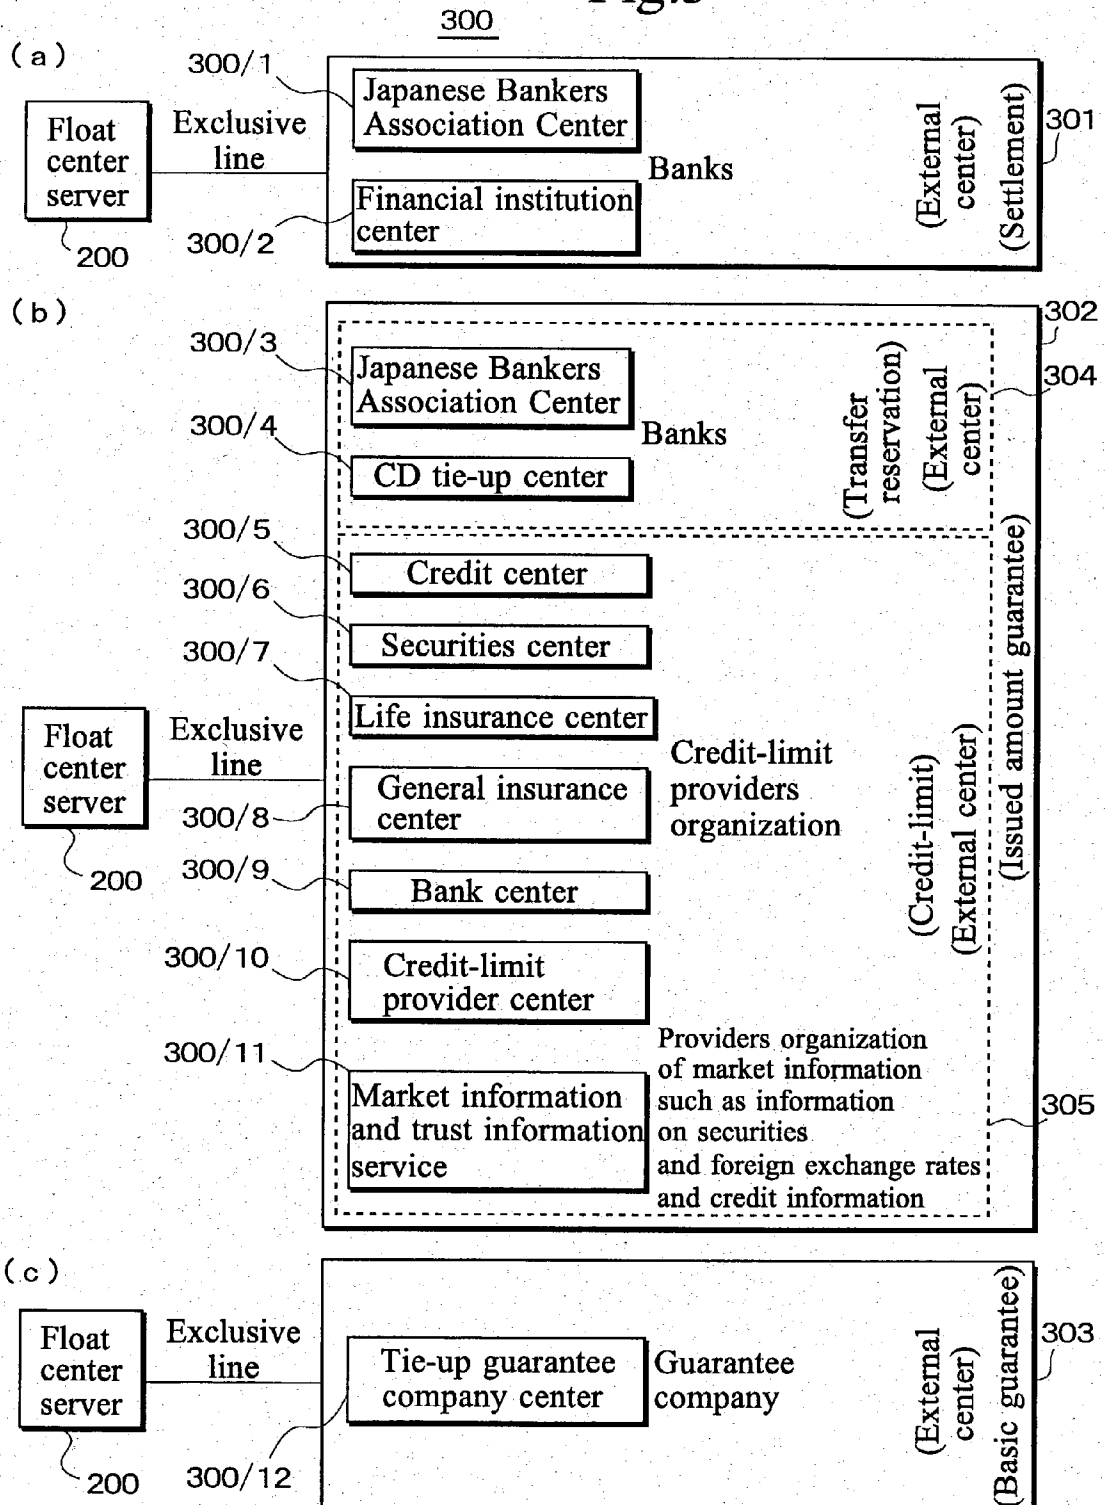 300
(a)
300/1
Japanese Bankers
Association Center
Float
center
server
Exclusive
line
Banks
(External
center)
(Settlement)
301
Financial institution
center
300/2
200
(b)
302
300/3
Japanese Bankers
Association Center
304
300/4
Banks
(Transfer
reservation)
(External
center)
CD tie-up center
300/5
Credit center
300/6
Securities center
300/7
Life insurance center
(Issued amount guarantee)
Float
center
server
Exclusive
line
Credit-limit
providers
organization
(Credit-limit)
(External center)
General insurance
center
300/8
200
300/9
Bank center
300/10
Credit-limit
provider center
300/11
Market information
and trust information
service
Providers organization
of market information
such as information
on securities
and foreign exchange rates
and credit information
305
(c)
Float
center
server
Exclusive
line
Tie-up guarantee
company center
Guarantee
company
(External
center)
(Basic guarantee)
303
200
300/12